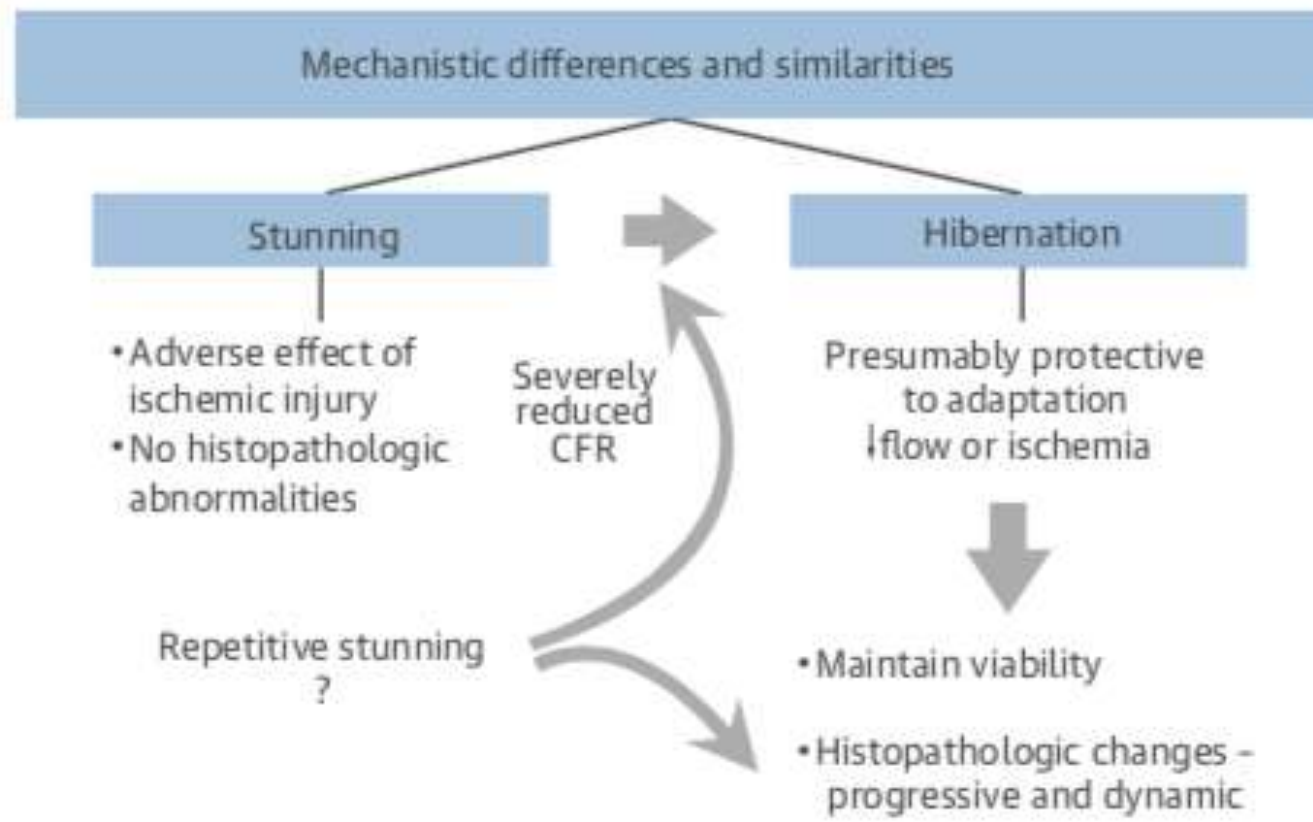 Mechanistic differences and similarities
Stunning
Hibernation
•Adverse effect of
ischemic injury
•No histopathologic
abnormalities
Severely
reduced
CFR
Presumably protective
to adaptation
↓flow or ischemia
Repetitive stunning
?
•Maintain viability
•Histopathologic changes –
progressive and dynamic